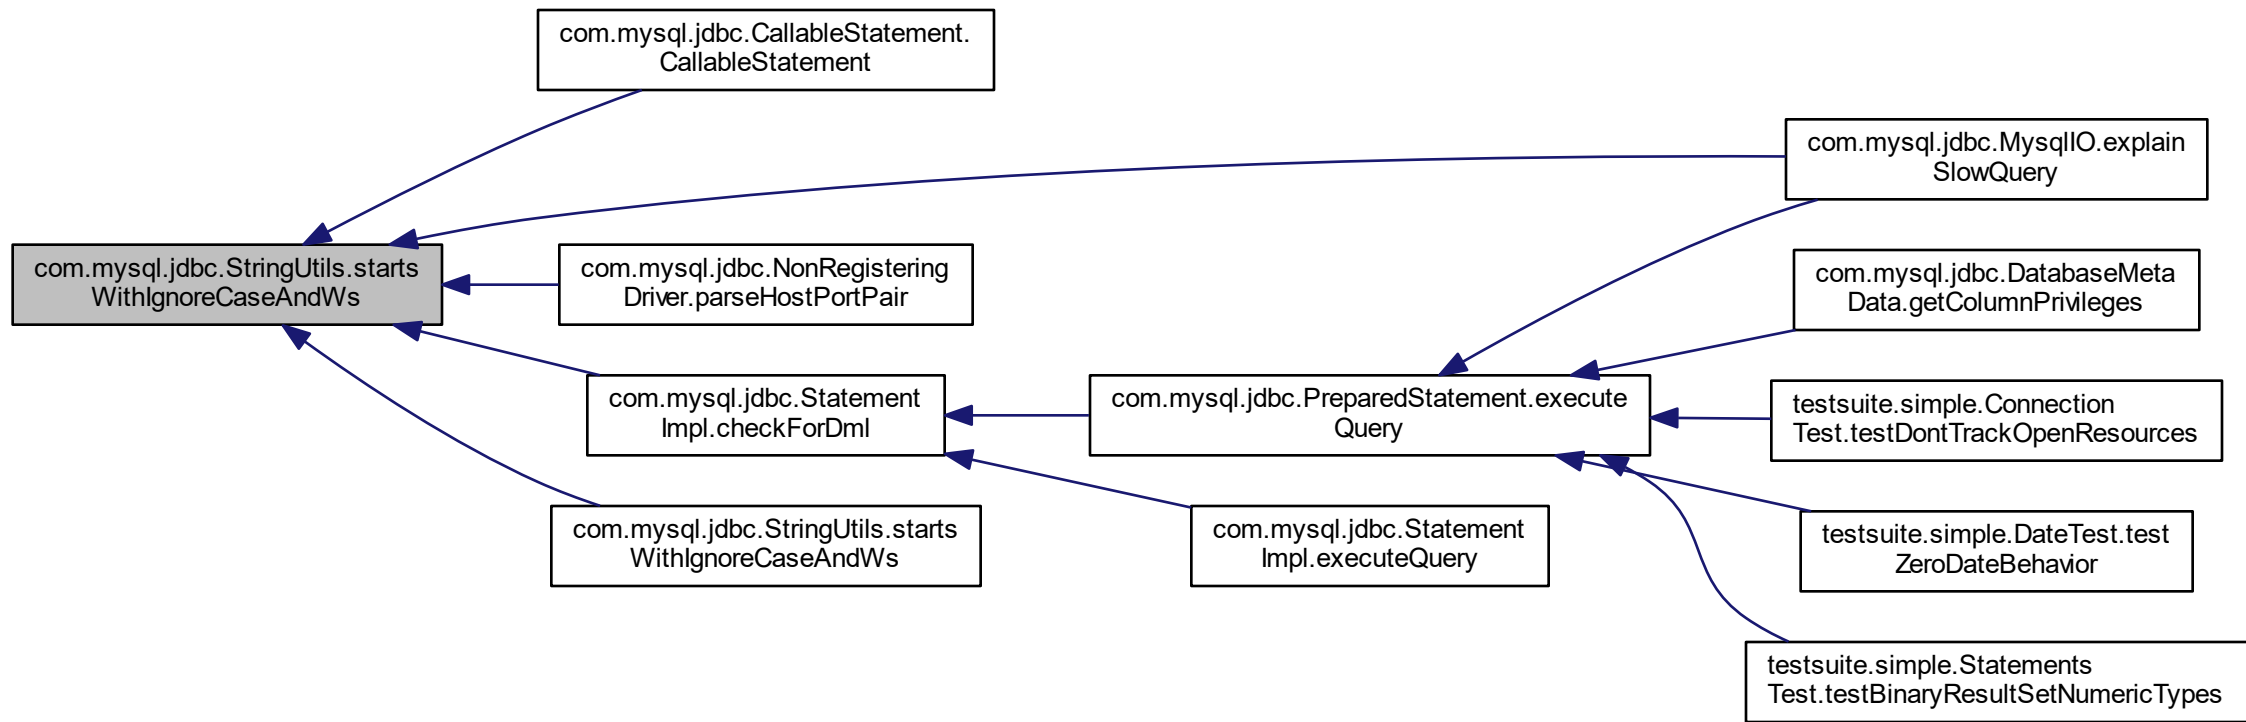 com.mysql.jdbc.CallableStatement.
CallableStatement
com.mysql.jdbc.MysqlIO.explain
SlowQuery
com.mysql.jdbc.StringUtils.starts
WithIgnoreCaseAndWs
com.mysql.jdbc.NonRegistering
Driver.parseHostPortPair
com.mysql.jdbc.DatabaseMeta
Data.getColumnPrivileges
com.mysql.jdbc.Statement
Impl.checkForDml
com.mysql.jdbc.PreparedStatement.execute
Query
testsuite.simple.Connection
Test.testDontTrackOpenResources
com.mysql.jdbc.StringUtils.starts
WithIgnoreCaseAndWs
com.mysql.jdbc.Statement
Impl.executeQuery
testsuite.simple.DateTest.test
ZeroDateBehavior
testsuite.simple.Statements
Test.testBinaryResultSetNumericTypes